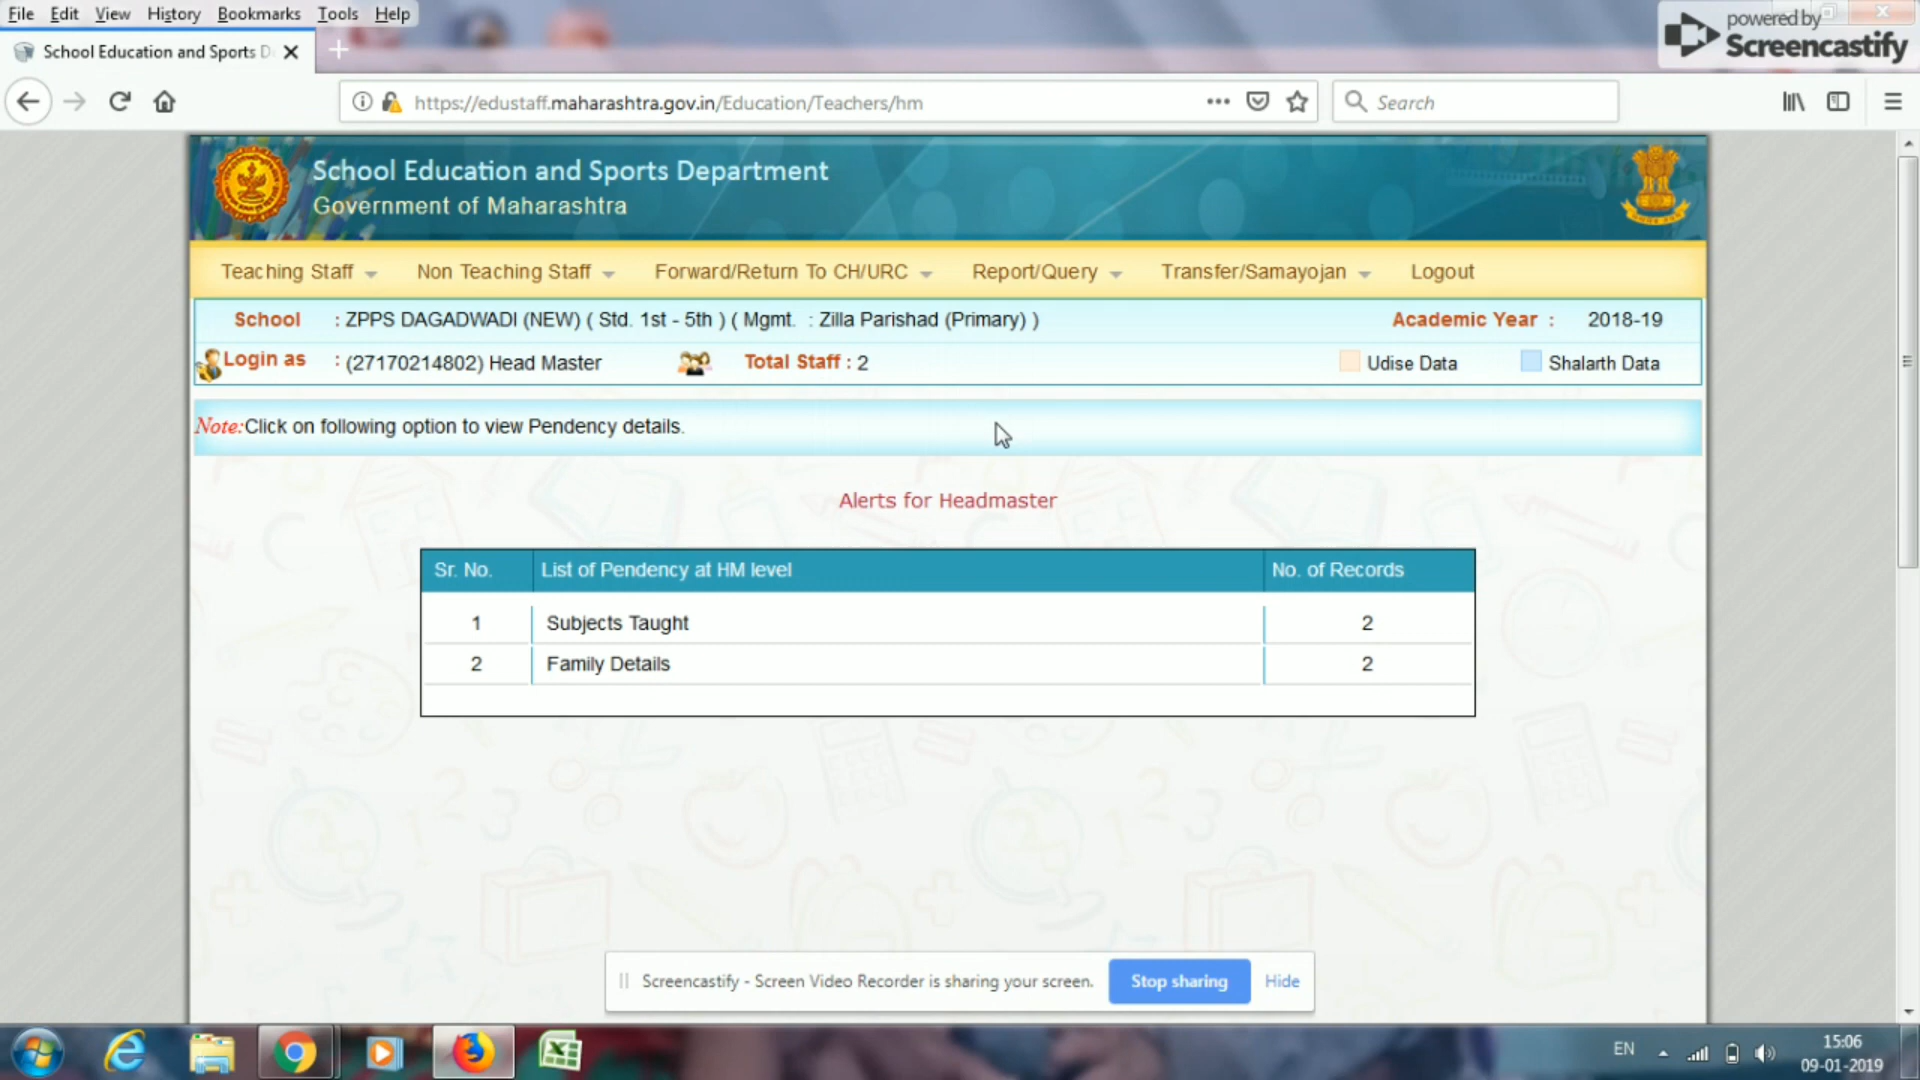 File Edit View History Bookmarks Tools Help
powered by
Screencastify
School Education and Sports D
https://edustaff.maharashtra.gov.in/Education/Teachers/hm
Search
School Education and Sports Department
Government of Maharashtra
Teaching Staff Non Teaching Staff Forward/Return To CH/URC Report/Query Transfer/Samayojan Logout
School : ZPPS DAGADWADI (NEW) ( Std. 1st - 5th ) ( Mgmt. : Zilla Parishad (Primary) ) Academic Year : 2018-19
Login as : (27170214802) Head Master Total Staff : 2 Udise Data Shalarth Data
Note:Click on following option to view Pendency details.
Alerts for Headmaster
Sr. No. List of Pendency at HM level No. of Records
1 Subjects Taught 2
2 Family Details 2
Screencastify - Screen Video Recorder is sharing your screen. Stop sharing Hide
EN
15:06
09-01-2019